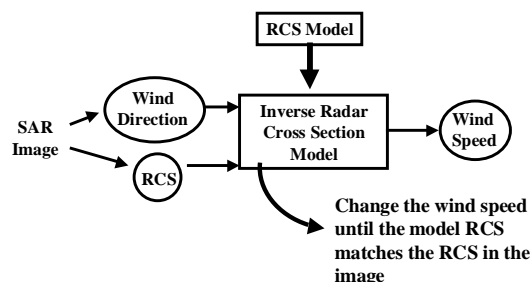 RCS Model
Wind
Direction
SAR
Image
RCS
Inverse Radar
Cross Section
Model
Wind
Speed
Change the wind speed
until the model RCS
matches the RCS in the
image